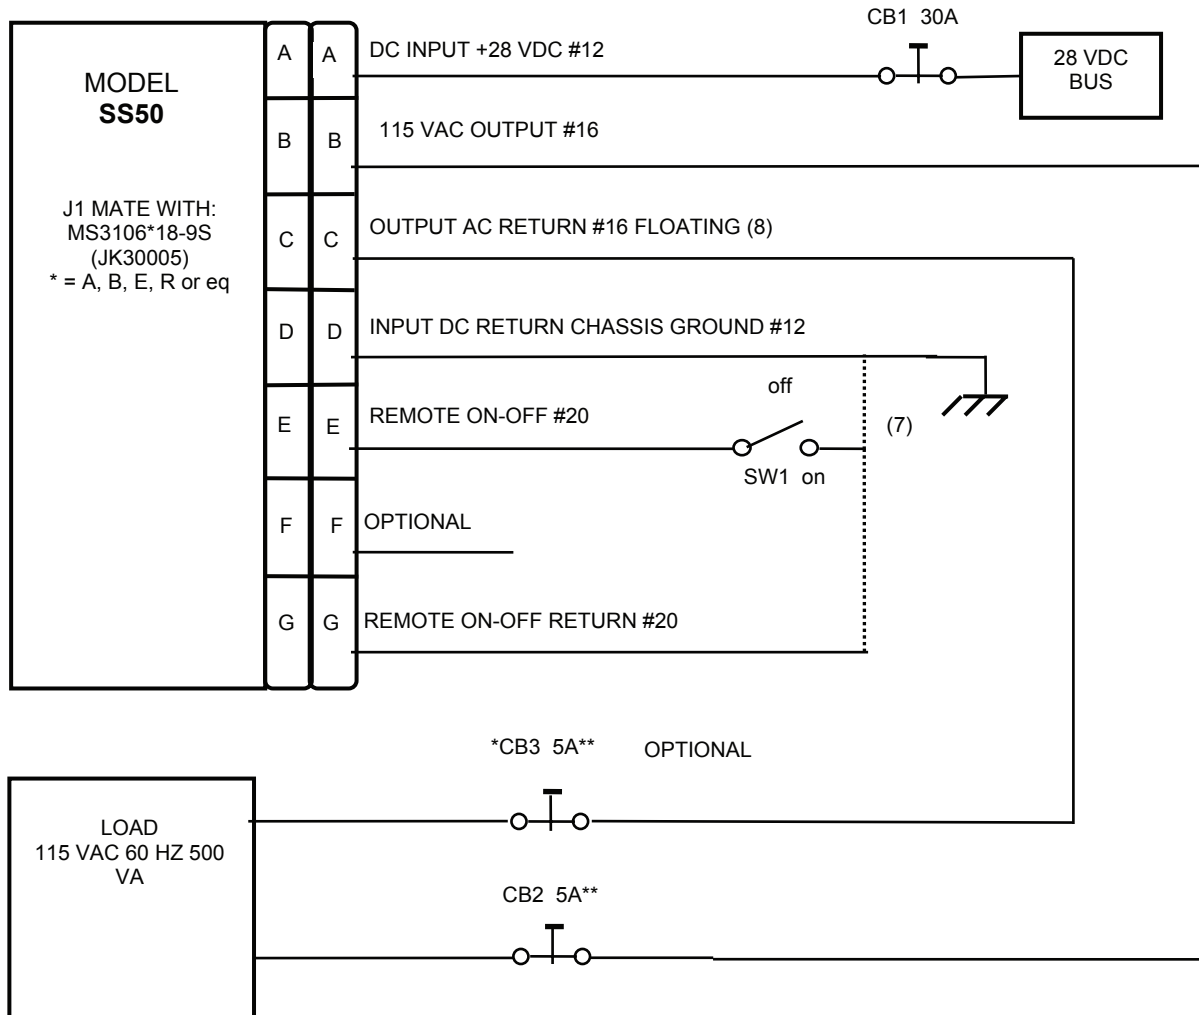 CB1 30A
MODEL
SS50
J1 MATE WITH:
MS3106*18-9S
(JK30005)
* = A, B, E, R or eq
A A DC INPUT +28 VDC #12
28 VDC
BUS
B B 115 VAC OUTPUT #16
C C OUTPUT AC RETURN #16 FLOATING (8)
D D INPUT DC RETURN CHASSIS GROUND #12
off
E E REMOTE ON-OFF #20
(7)
SW1 on
F F OPTIONAL
G G REMOTE ON-OFF RETURN #20
*CB3 5A** OPTIONAL
LOAD
115 VAC 60 HZ 500
VA
CB2 5A**